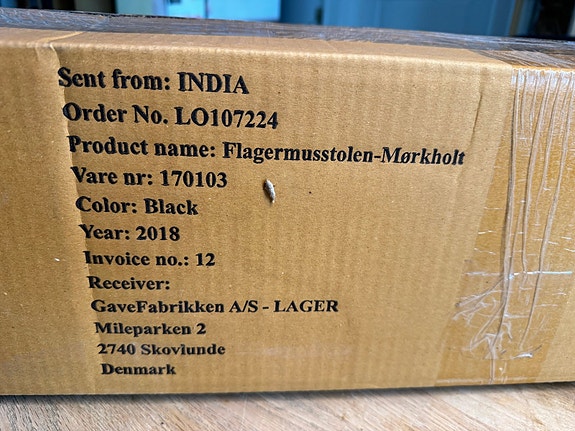 Sent from: INDIA
Order No. LO107224
Product name: Flagermusstolen-Mørkholt
Vare nr: 170103
Color: Black
Year: 2018
Invoice no.: 12
Receiver:
GaveFabrikken A/S - LAGER
Mileparken 2
2740 Skovlunde
Denmark